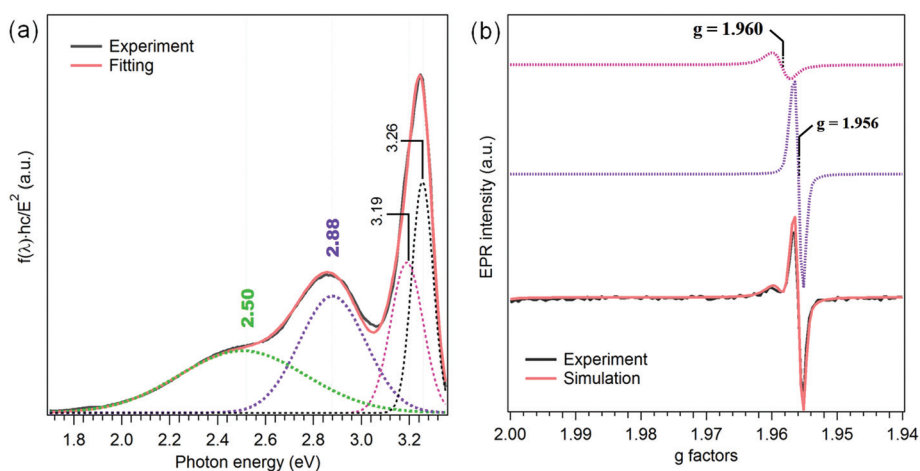 (a)
Experiment
Fitting
f(λ)·hc/E²  (a.u.)
2.50
2.88
3.19
3.26
1.8 2.0 2.2 2.4 2.6 2.8 3.0 3.2
Photon energy (eV)
(b)
g = 1.960
g = 1.956
EPR intensity (a.u.)
Experiment
Simulation
2.00 1.99 1.98 1.97 1.96 1.95 1.94
g factors